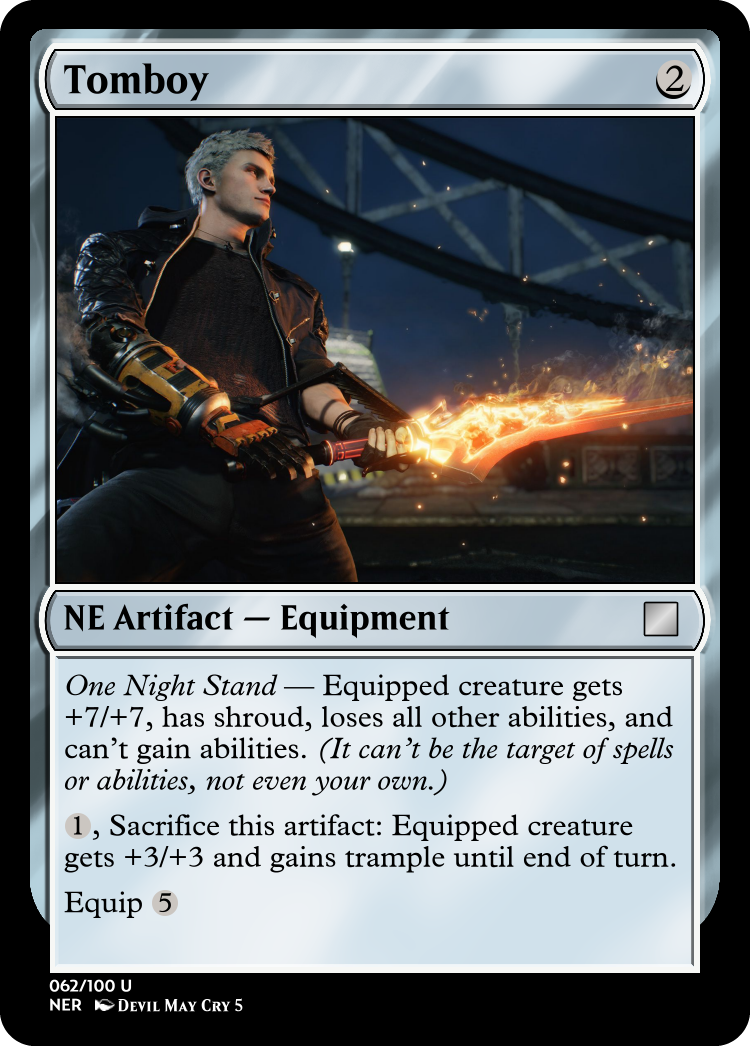 Tomboy 2
NE Artifact — Equipment
One Night Stand — Equipped creature gets
+7/+7, has shroud, loses all other abilities, and
can't gain abilities. (It can't be the target of spells
or abilities, not even your own.)
1, Sacrifice this artifact: Equipped creature
gets +3/+3 and gains trample until end of turn.
Equip 5
062/100 U
NER Devil May Cry 5